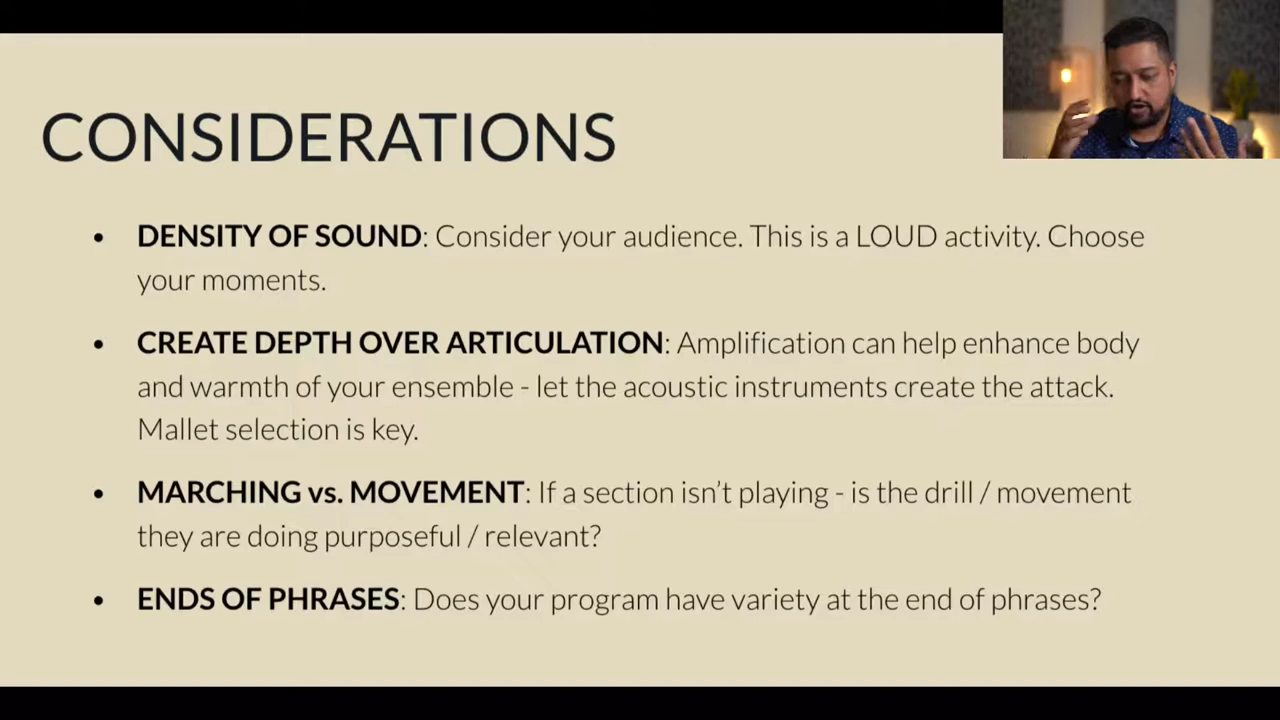 CONSIDERATIONS
• DENSITY OF SOUND: Consider your audience. This is a LOUD activity. Choose
your moments.
• CREATE DEPTH OVER ARTICULATION: Amplification can help enhance body
and warmth of your ensemble - let the acoustic instruments create the attack.
Mallet selection is key.
• MARCHING vs. MOVEMENT: If a section isn't playing - is the drill / movement
they are doing purposeful / relevant?
• ENDS OF PHRASES: Does your program have variety at the end of phrases?